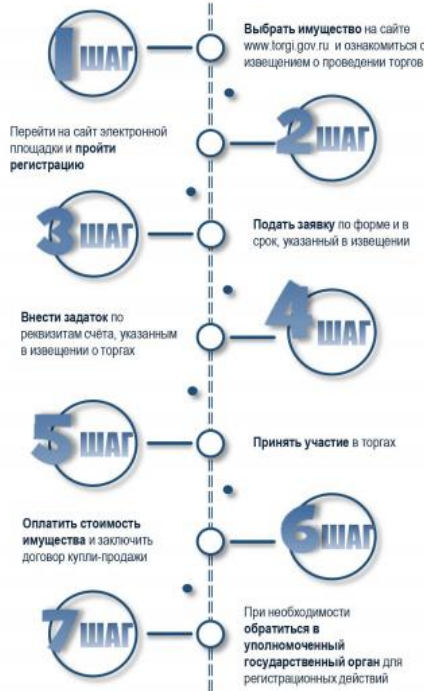 1 ШАГ
Выбрать имущество на сайте
www.torgi.gov.ru и ознакомиться с
извещением о проведении торгов
2 ШАГ
Перейти на сайт электронной
площадки и пройти
регистрацию
3 ШАГ
Подать заявку по форме и в
срок, указанный в извещении
4 ШАГ
Внести задаток по
реквизитам счёта, указанным
в извещении о торгах
5 ШАГ
Принять участие в торгах
6 ШАГ
Оплатить стоимость
имущества и заключить
договор купли-продажи
7 ШАГ
При необходимости
обратиться в
уполномоченный
государственный орган для
регистрационных действий